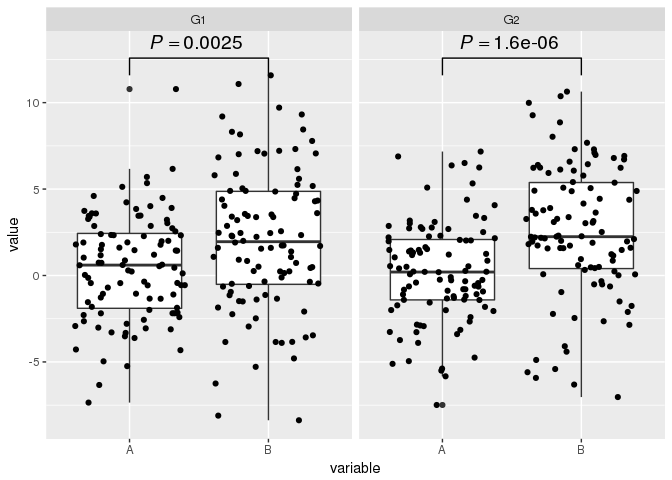 G1 G2
P = 0.0025 P = 1.6e-06
10
5
0
-5
value
A B A B
variable